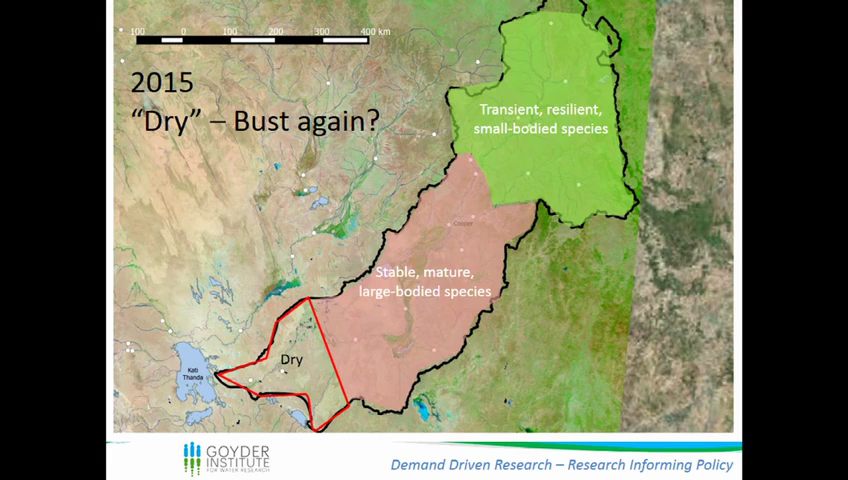 100 0 100 200 300 400 km
2015
“Dry” – Bust again?
Transient, resilient,
small-bodied species
Cooper
Stable, mature,
large-bodied species
Dry
Kati
Thanda
GOYDER
INSTITUTE
FOR WATER RESEARCH
Demand Driven Research – Research Informing Policy